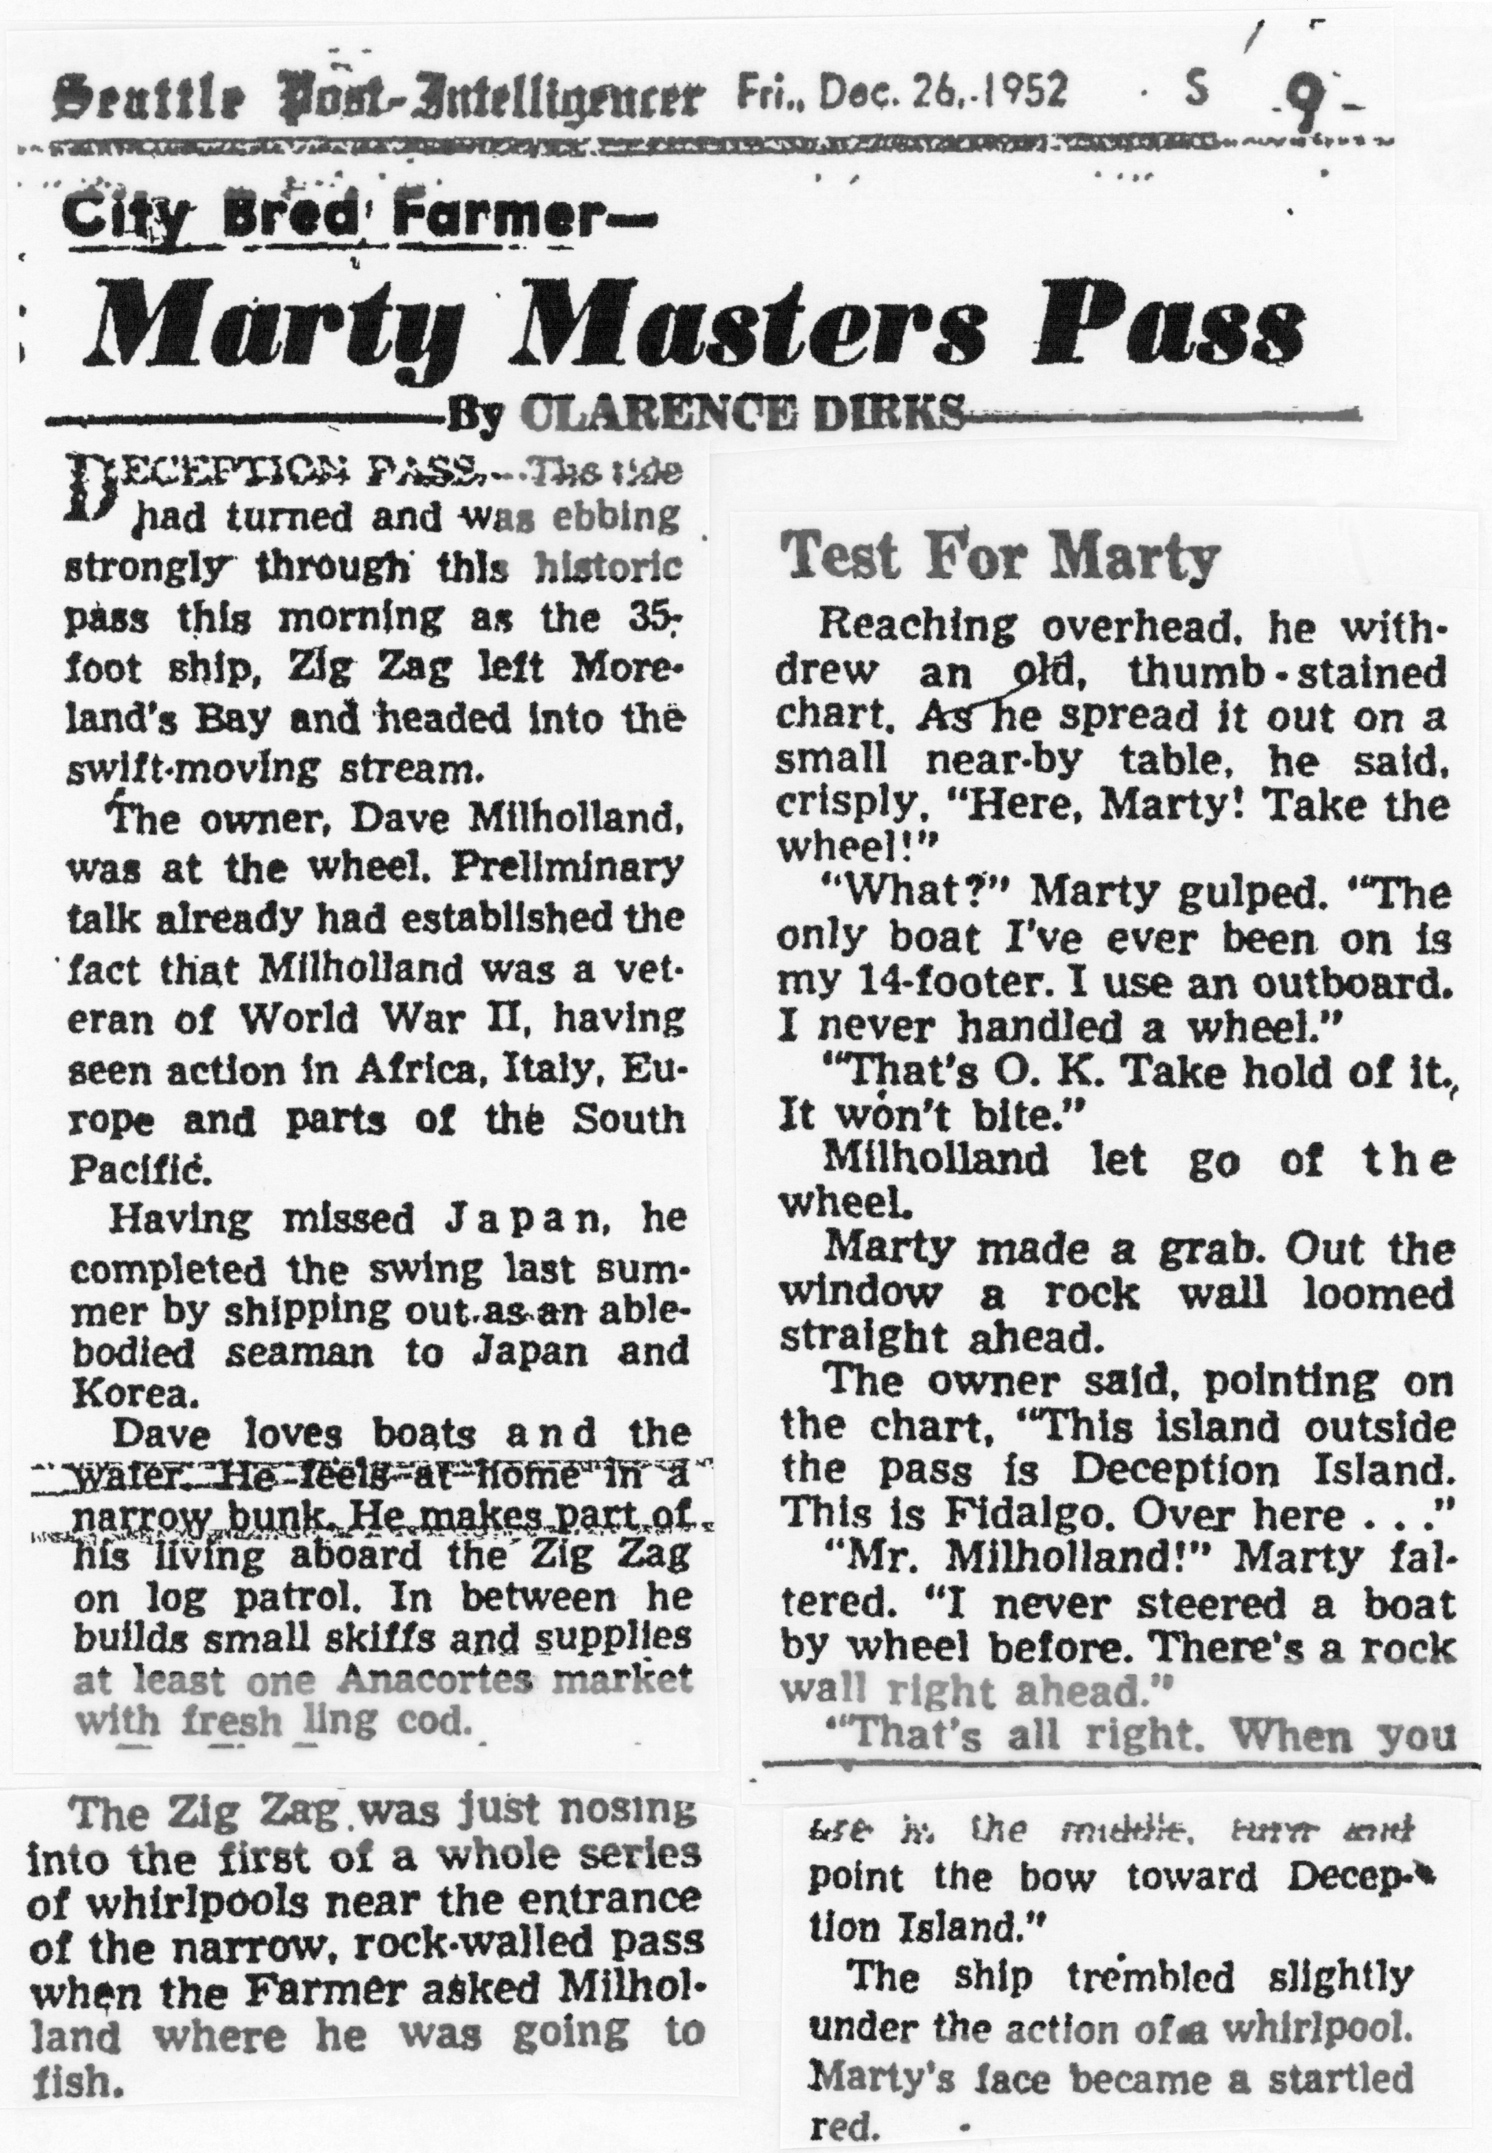 Seattle Post-Intelligencer Fri., Dec. 26, 1952 S 9
City Bred Farmer—
Marty Masters Pass
By CLARENCE DIRKS
DECEPTION PASS.—The tide
had turned and was ebbing
strongly through this historic
pass this morning as the 35-
foot ship, Zig Zag left More-
land's Bay and headed into the
swift-moving stream.
The owner, Dave Milholland,
was at the wheel. Preliminary
talk already had established the
fact that Milholland was a vet-
eran of World War II, having
seen action in Africa, Italy, Eu-
rope and parts of the South
Pacific.
Having missed Japan, he
completed the swing last sum-
mer by shipping out as an able-
bodied seaman to Japan and
Korea.
Dave loves boats and the
water. He feels at home in a
narrow bunk. He makes part of
his living aboard the Zig Zag
on log patrol. In between he
builds small skiffs and supplies
at least one Anacortes market
with fresh ling cod.
The Zig Zag was just nosing
into the first of a whole series
of whirlpools near the entrance
of the narrow, rock-walled pass
when the Farmer asked Milhol-
land where he was going to
fish.
Test For Marty
Reaching overhead, he with-
drew an old, thumb-stained
chart. As he spread it out on a
small near-by table, he said,
crisply, "Here, Marty! Take the
wheel!"
"What?" Marty gulped. "The
only boat I've ever been on is
my 14-footer. I use an outboard.
I never handled a wheel."
"That's O. K. Take hold of it.
It won't bite."
Milholland let go of the
wheel.
Marty made a grab. Out the
window a rock wall loomed
straight ahead.
The owner said, pointing on
the chart, "This island outside
the pass is Deception Island.
This is Fidalgo. Over here . . ."
"Mr. Milholland!" Marty fal-
tered. "I never steered a boat
by wheel before. There's a rock
wall right ahead."
"That's all right. When you
are in the middle, turn and
point the bow toward Decep-
tion Island."
The ship trembled slightly
under the action of a whirlpool.
Marty's face became a startled
red.